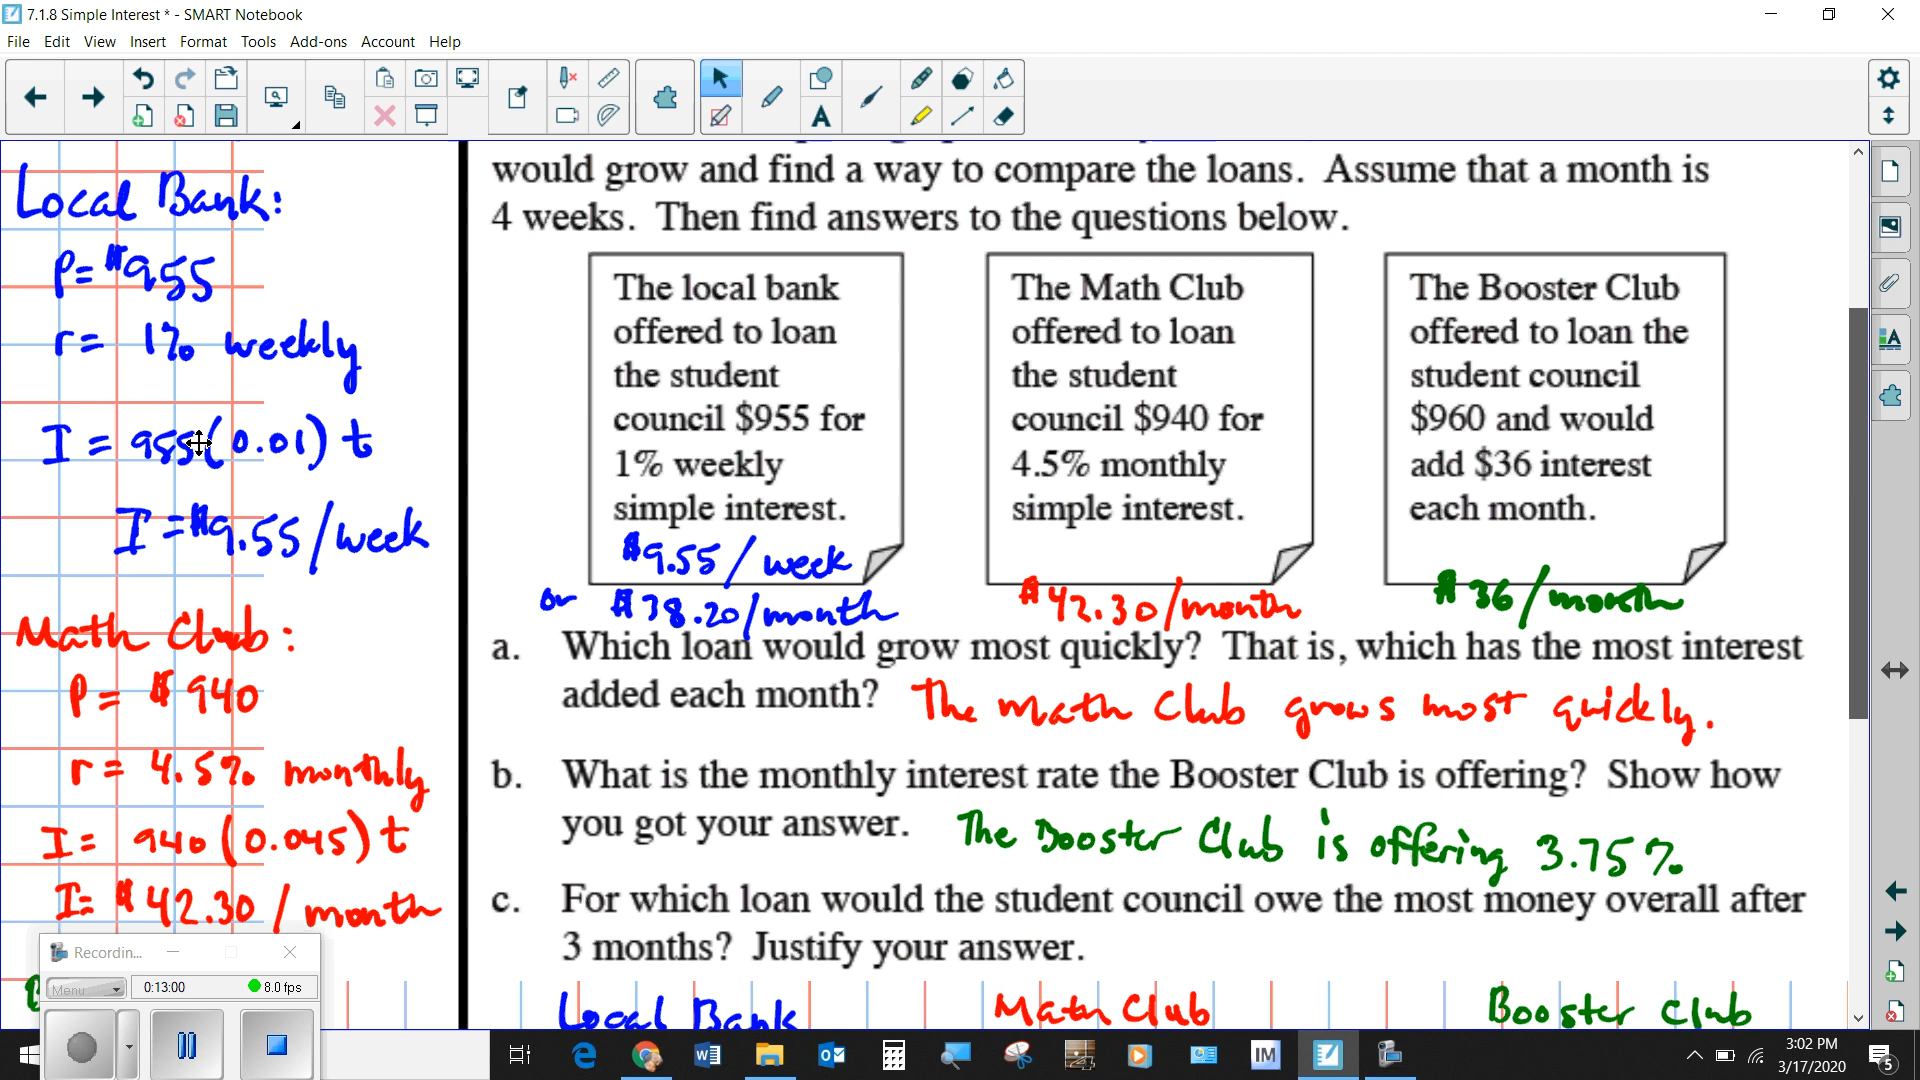 7.1.8 Simple Interest * - SMART Notebook
File Edit View Insert Format Tools Add-ons Account Help
Local Bank:
P= $955
r= 1% weekly
I = 955(0.01) t
I = $9.55/week
Math Club:
P= $940
r= 4.5% monthly
I= 940(0.045) t
I= $42.30 / month
would grow and find a way to compare the loans. Assume that a month is
4 weeks. Then find answers to the questions below.
The local bank
offered to loan
the student
council $955 for
1% weekly
simple interest.
$9.55/week
or $38.20/month
The Math Club
offered to loan
the student
council $940 for
4.5% monthly
simple interest.
$42.30/month
The Booster Club
offered to loan the
student council
$960 and would
add $36 interest
each month.
$36/month
a. Which loan would grow most quickly? That is, which has the most interest
added each month? The Math Club grows most quickly.
b. What is the monthly interest rate the Booster Club is offering? Show how
you got your answer. The Booster Club is offering 3.75%
c. For which loan would the student council owe the most money overall after
3 months? Justify your answer.
Local Bank Math Club Booster Club
Recordin...
Menu 0:13:00 8.0 fps
IM
3:02 PM
3/17/2020
5